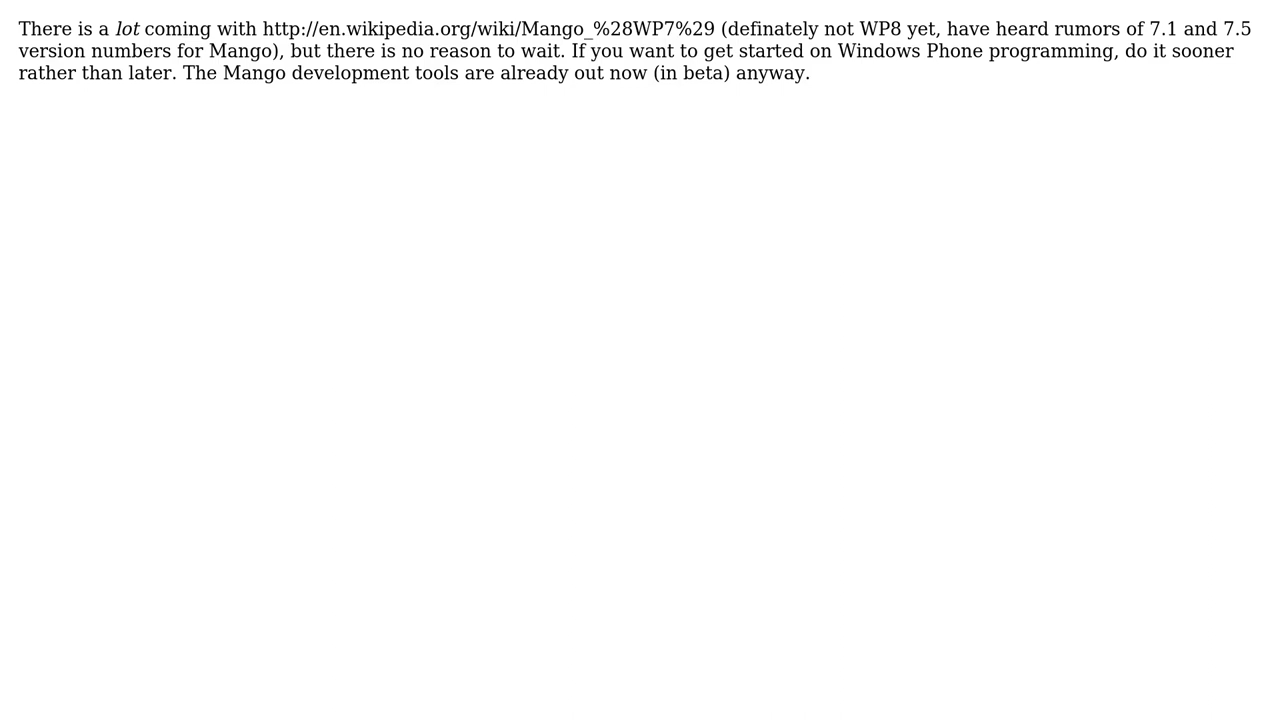 There is a lot coming with http://en.wikipedia.org/wiki/Mango_%28WP7%29 (definately not WP8 yet, have heard rumors of 7.1 and 7.5
version numbers for Mango), but there is no reason to wait. If you want to get started on Windows Phone programming, do it sooner
rather than later. The Mango development tools are already out now (in beta) anyway.